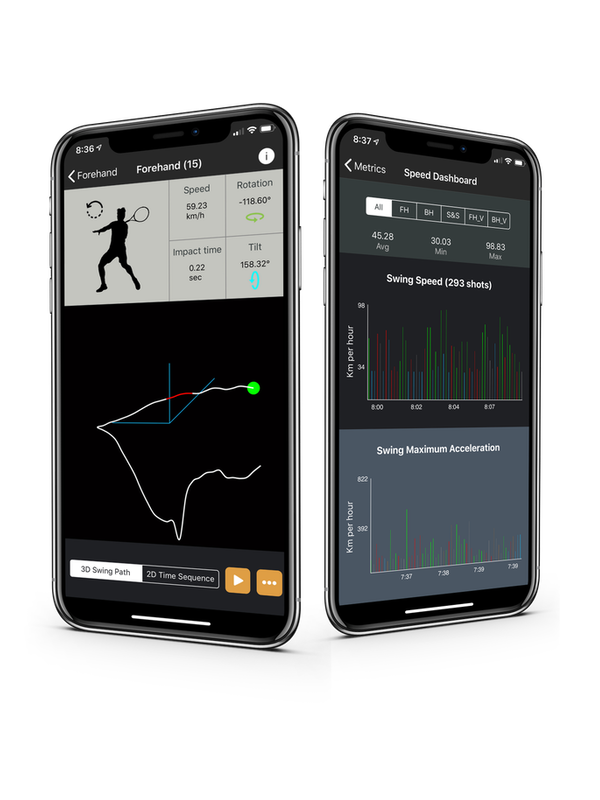 8:36
Forehand
Forehand (15)
i
Speed
59.23
km/h
Rotation
-118.60°
Impact time
0.22
sec
Tilt
158.32°
3D Swing Path
2D Time Sequence
8:37
Metrics
Speed Dashboard
All
FH
BH
S&S
FH_V
BH_V
45.28
Avg
30.03
Min
98.83
Max
Swing Speed (293 shots)
98
34
Km per hour
8:00
8:02
8:04
8:07
Swing Maximum Acceleration
822
392
Km per hour
7:37
7:38
7:39
7:39